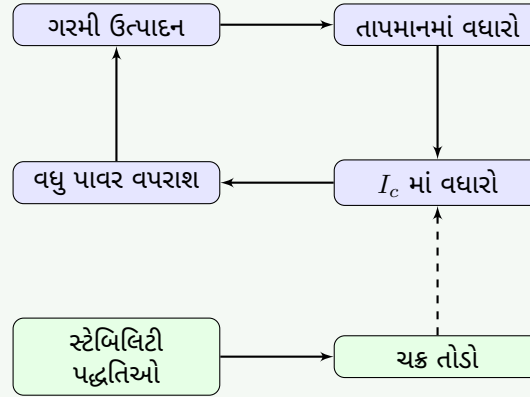 ગરમી ઉત્પાદન
તાપમાનમાં વધારો
વધુ પાવર વપરાશ
I_c માં વધારો
સ્ટેબિલિટી
પદ્ધતિઓ
ચક્ર તોડો